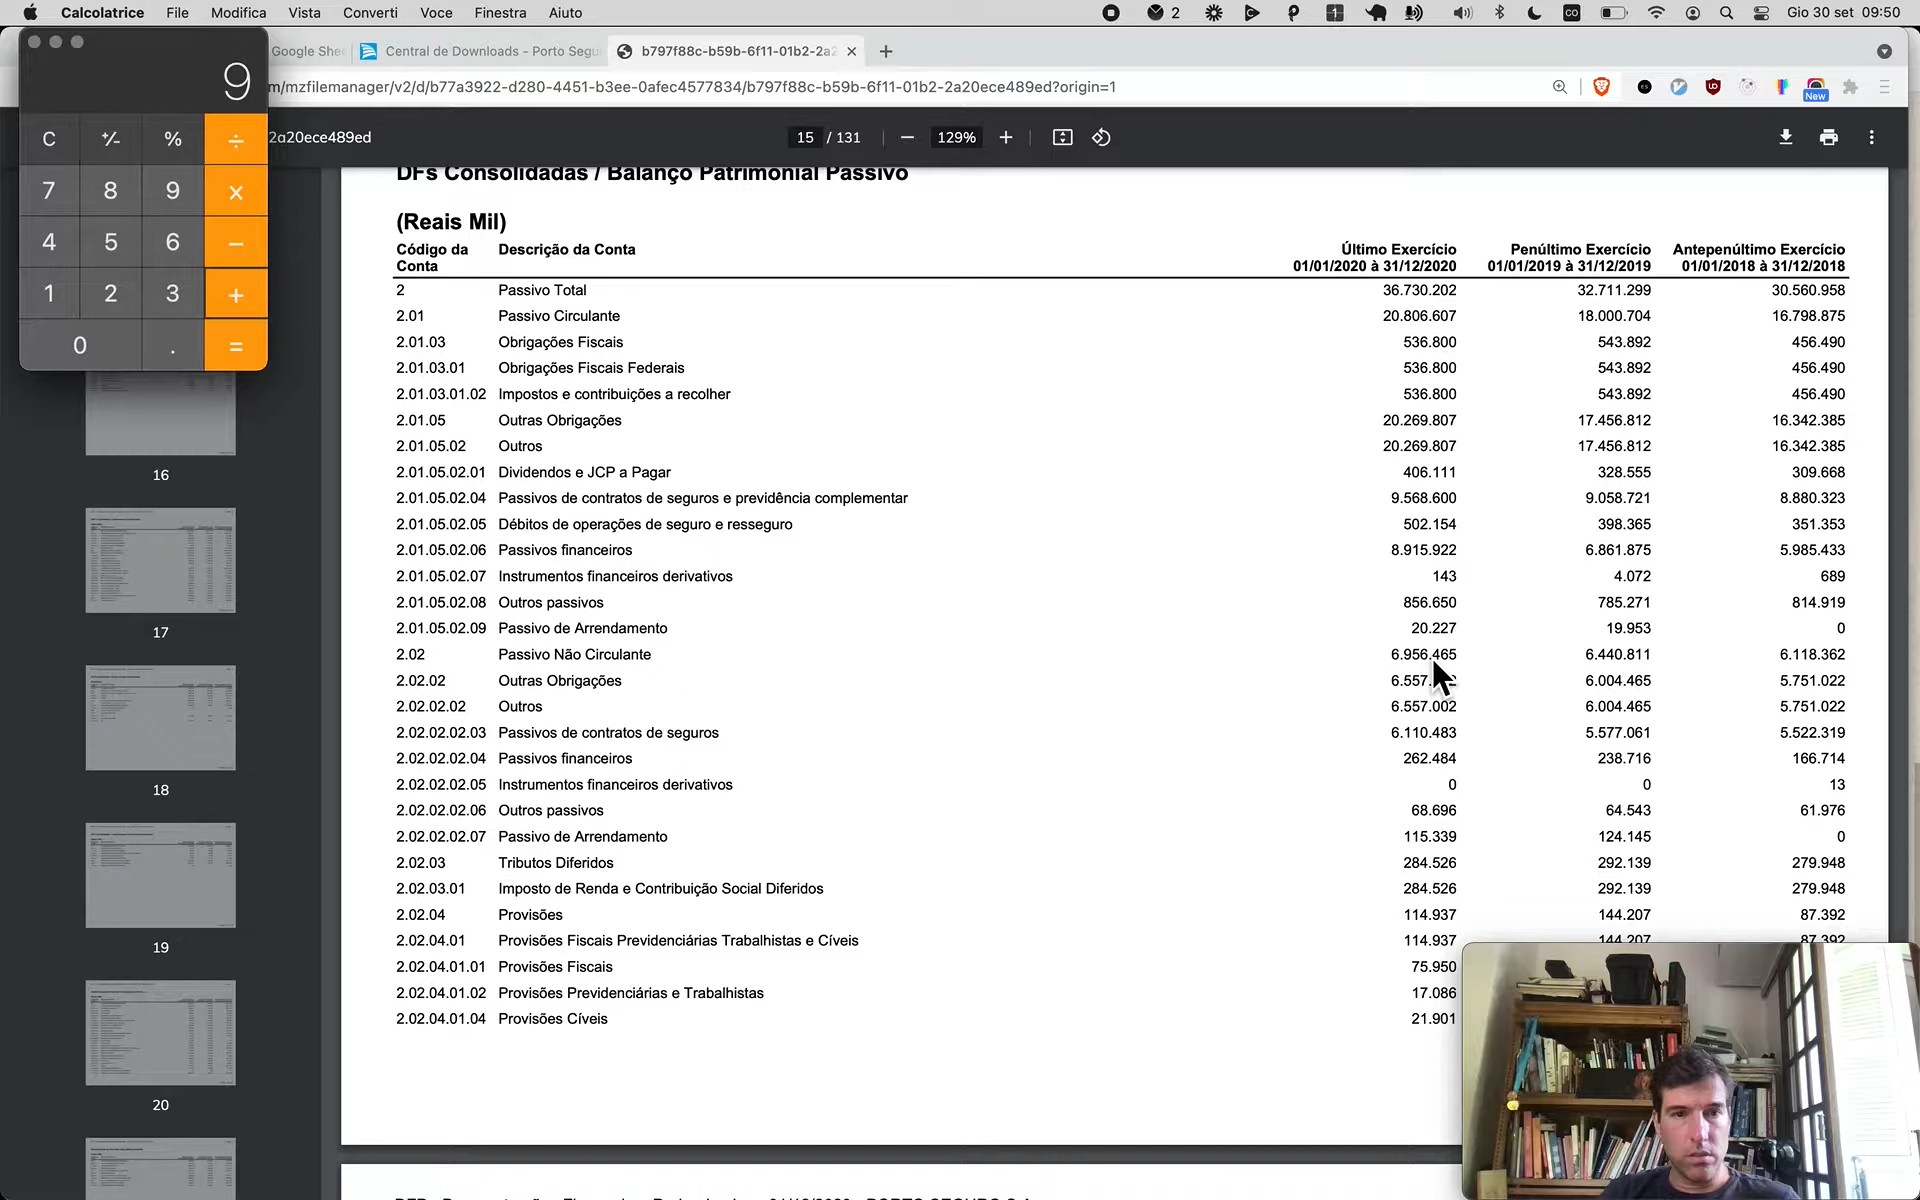 Calcolatrice File Modifica Vista Converti Voce Finestra Aiuto 2 1 CO Gio 30 set 09:50
Google She Central de Downloads - Porto Segu b797f88c-b59b-6f11-01b2-2a2
m/mzfilemanager/v2/d/b77a3922-d280-4451-b3ee-0afec4577834/b797f88c-b59b-6f11-01b2-2a20ece489ed?origin=1
New
2a20ece489ed 15 / 131 129%
9
C +/- % ÷
7 8 9 ×
4 5 6 −
1 2 3 +
0 . =
16
17
18
19
20
DFs Consolidadas / Balanço Patrimonial Passivo
(Reais Mil)
Código da Conta Descrição da Conta Último Exercício 01/01/2020 à 31/12/2020 Penúltimo Exercício 01/01/2019 à 31/12/2019 Antepenúltimo Exercício 01/01/2018 à 31/12/2018
2 Passivo Total 36.730.202 32.711.299 30.560.958
2.01 Passivo Circulante 20.806.607 18.000.704 16.798.875
2.01.03 Obrigações Fiscais 536.800 543.892 456.490
2.01.03.01 Obrigações Fiscais Federais 536.800 543.892 456.490
2.01.03.01.02 Impostos e contribuições a recolher 536.800 543.892 456.490
2.01.05 Outras Obrigações 20.269.807 17.456.812 16.342.385
2.01.05.02 Outros 20.269.807 17.456.812 16.342.385
2.01.05.02.01 Dividendos e JCP a Pagar 406.111 328.555 309.668
2.01.05.02.04 Passivos de contratos de seguros e previdência complementar 9.568.600 9.058.721 8.880.323
2.01.05.02.05 Débitos de operações de seguro e resseguro 502.154 398.365 351.353
2.01.05.02.06 Passivos financeiros 8.915.922 6.861.875 5.985.433
2.01.05.02.07 Instrumentos financeiros derivativos 143 4.072 689
2.01.05.02.08 Outros passivos 856.650 785.271 814.919
2.01.05.02.09 Passivo de Arrendamento 20.227 19.953 0
2.02 Passivo Não Circulante 6.956.465 6.440.811 6.118.362
2.02.02 Outras Obrigações 6.557 6.004.465 5.751.022
2.02.02.02 Outros 6.557.002 6.004.465 5.751.022
2.02.02.02.03 Passivos de contratos de seguros 6.110.483 5.577.061 5.522.319
2.02.02.02.04 Passivos financeiros 262.484 238.716 166.714
2.02.02.02.05 Instrumentos financeiros derivativos 0 0 13
2.02.02.02.06 Outros passivos 68.696 64.543 61.976
2.02.02.02.07 Passivo de Arrendamento 115.339 124.145 0
2.02.03 Tributos Diferidos 284.526 292.139 279.948
2.02.03.01 Imposto de Renda e Contribuição Social Diferidos 284.526 292.139 279.948
2.02.04 Provisões 114.937 144.207 87.392
2.02.04.01 Provisões Fiscais Previdenciárias Trabalhistas e Cíveis 114.937 144.207 87.392
2.02.04.01.01 Provisões Fiscais 75.950
2.02.04.01.02 Provisões Previdenciárias e Trabalhistas 17.086
2.02.04.01.04 Provisões Cíveis 21.901